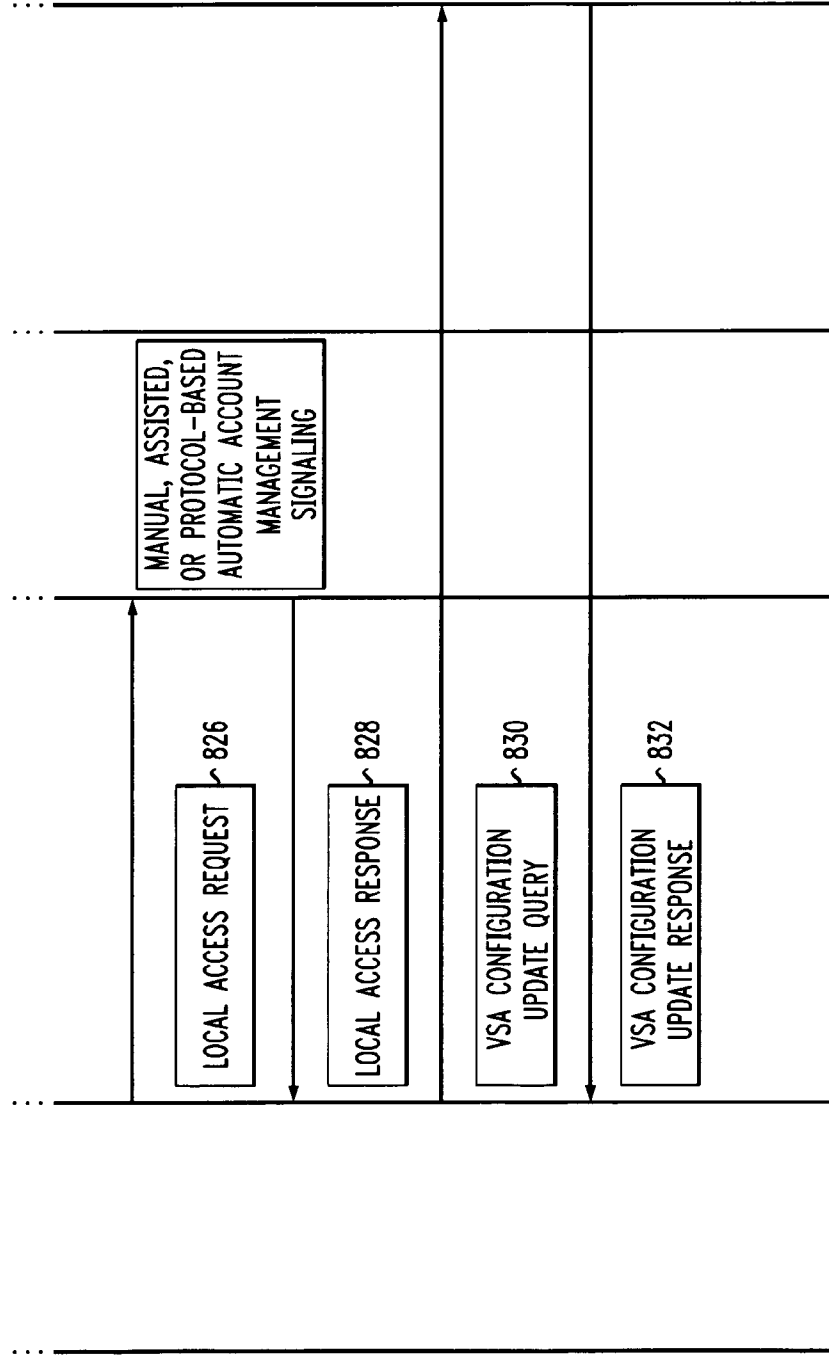 LOCAL ACCESS REQUEST
826
MANUAL, ASSISTED,
OR PROTOCOL-BASED
AUTOMATIC ACCOUNT
MANAGEMENT
SIGNALING
LOCAL ACCESS RESPONSE
828
VSA CONFIGURATION
UPDATE QUERY
830
VSA CONFIGURATION
UPDATE RESPONSE
832